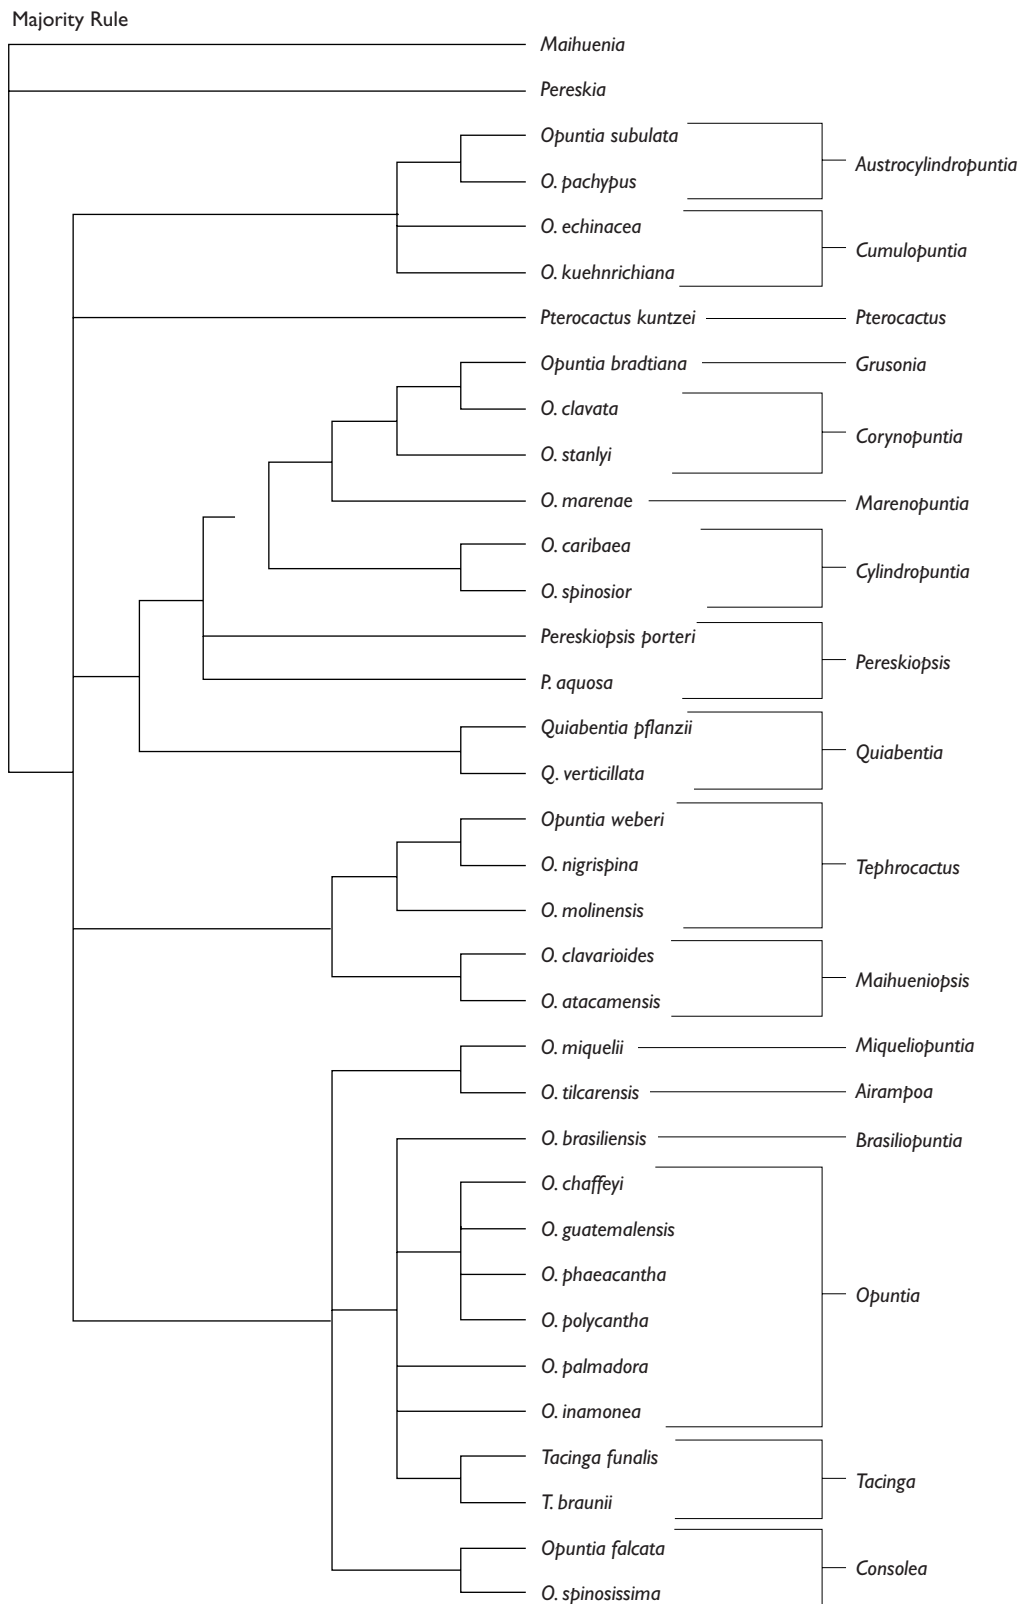 Majority Rule
Maihuenia
Pereskia
Opuntia subulata
Austrocylindropuntia
O. pachypus
O. echinacea
Cumulopuntia
O. kuehnrichiana
Pterocactus kuntzei Pterocactus
Opuntia bradtiana Grusonia
O. clavata
Corynopuntia
O. stanlyi
O. marenae Marenopuntia
O. caribaea
Cylindropuntia
O. spinosior
Pereskiopsis porteri
Pereskiopsis
P. aquosa
Quiabentia pflanzii
Quiabentia
Q. verticillata
Opuntia weberi
O. nigrispina Tephrocactus
O. molinensis
O. clavarioides
Maihueniopsis
O. atacamensis
O. miquelii Miqueliopuntia
O. tilcarensis Airampoa
O. brasiliensis Brasiliopuntia
O. chaffeyi
O. guatemalensis
O. phaeacantha
Opuntia
O. polycantha
O. palmadora
O. inamonea
Tacinga funalis
Tacinga
T. braunii
Opuntia falcata
Consolea
O. spinosissima